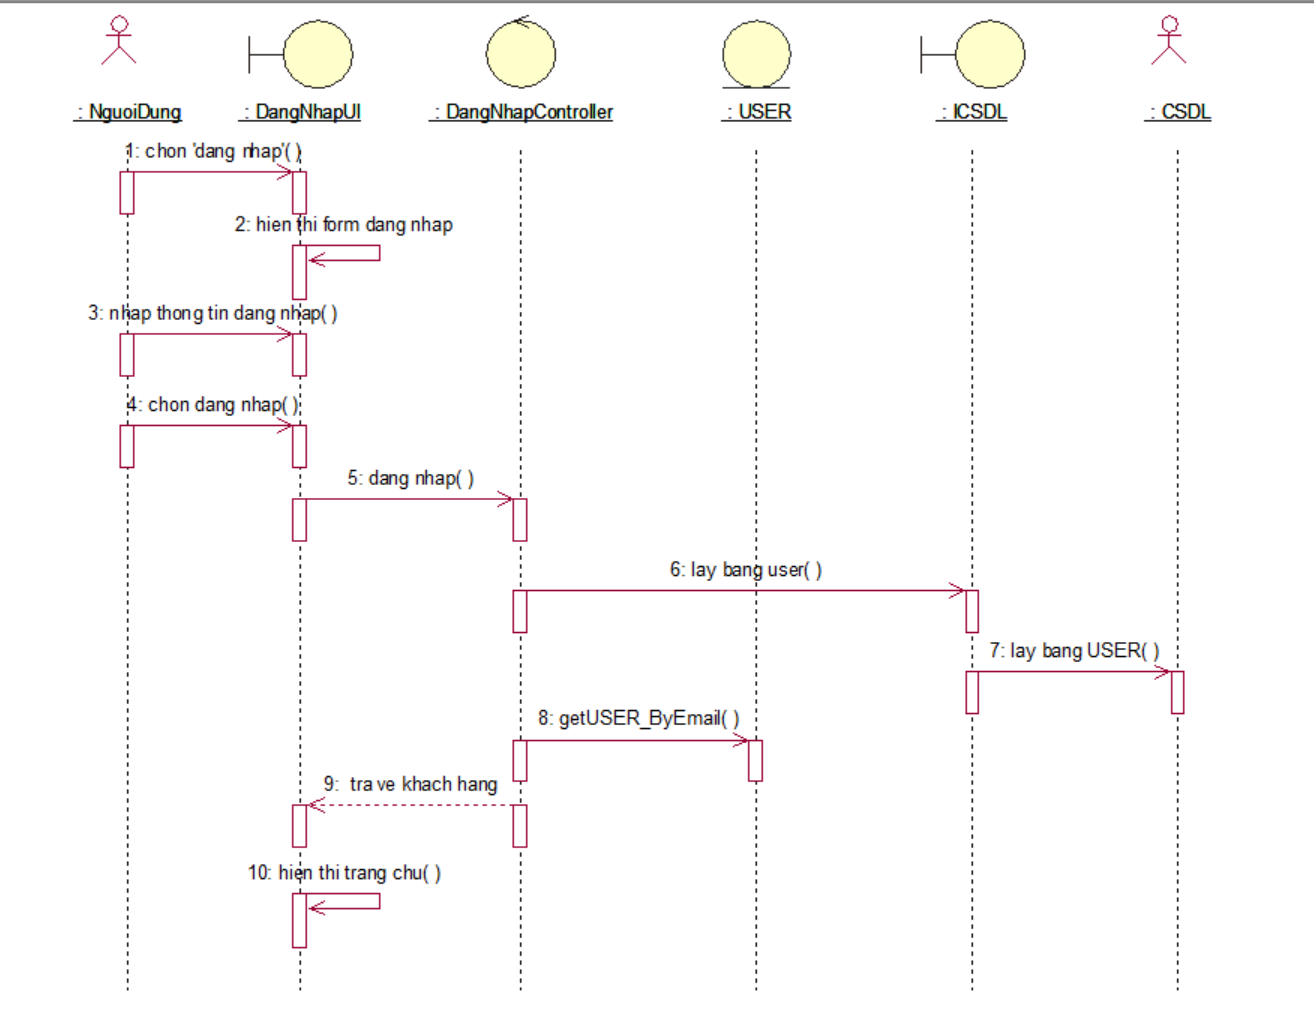 : NguoiDung
: DangNhapUI
: DangNhapController
: USER
: ICSDL
: CSDL
1: chon 'dang nhap'( )
2: hien thi form dang nhap
3: nhap thong tin dang nhap( )
4: chon dang nhap( )
5: dang nhap( )
6: lay bang user( )
7: lay bang USER( )
8: getUSER_ByEmail( )
9: tra ve khach hang
10: hien thi trang chu( )